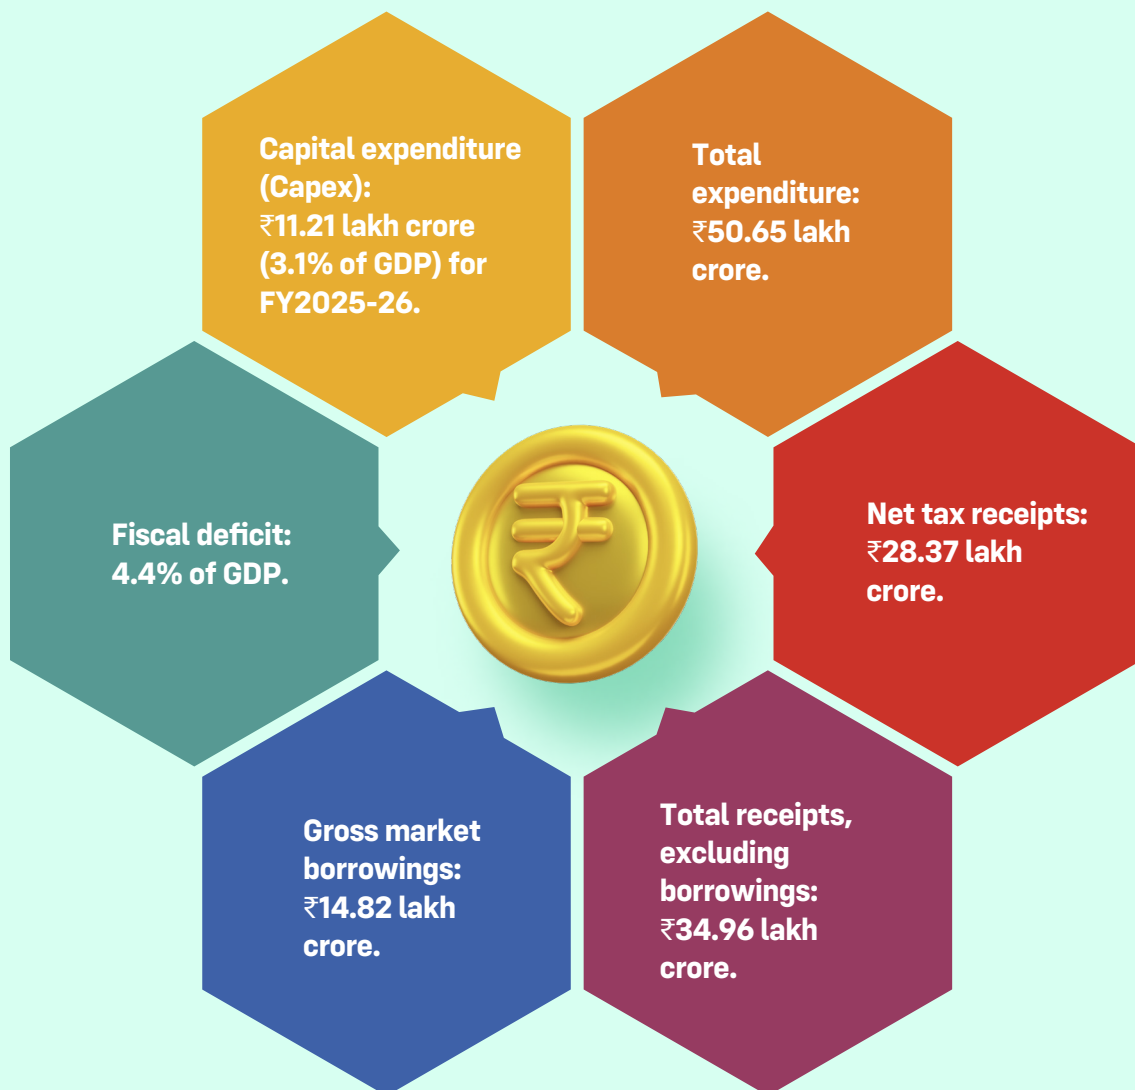 Capital expenditure
(Capex):
₹11.21 lakh crore
(3.1% of GDP) for
FY2025-26.
Total
expenditure:
₹50.65 lakh
crore.
Fiscal deficit:
4.4% of GDP.
₹
Net tax receipts:
₹28.37 lakh
crore.
Gross market
borrowings:
₹14.82 lakh
crore.
Total receipts,
excluding
borrowings:
₹34.96 lakh
crore.